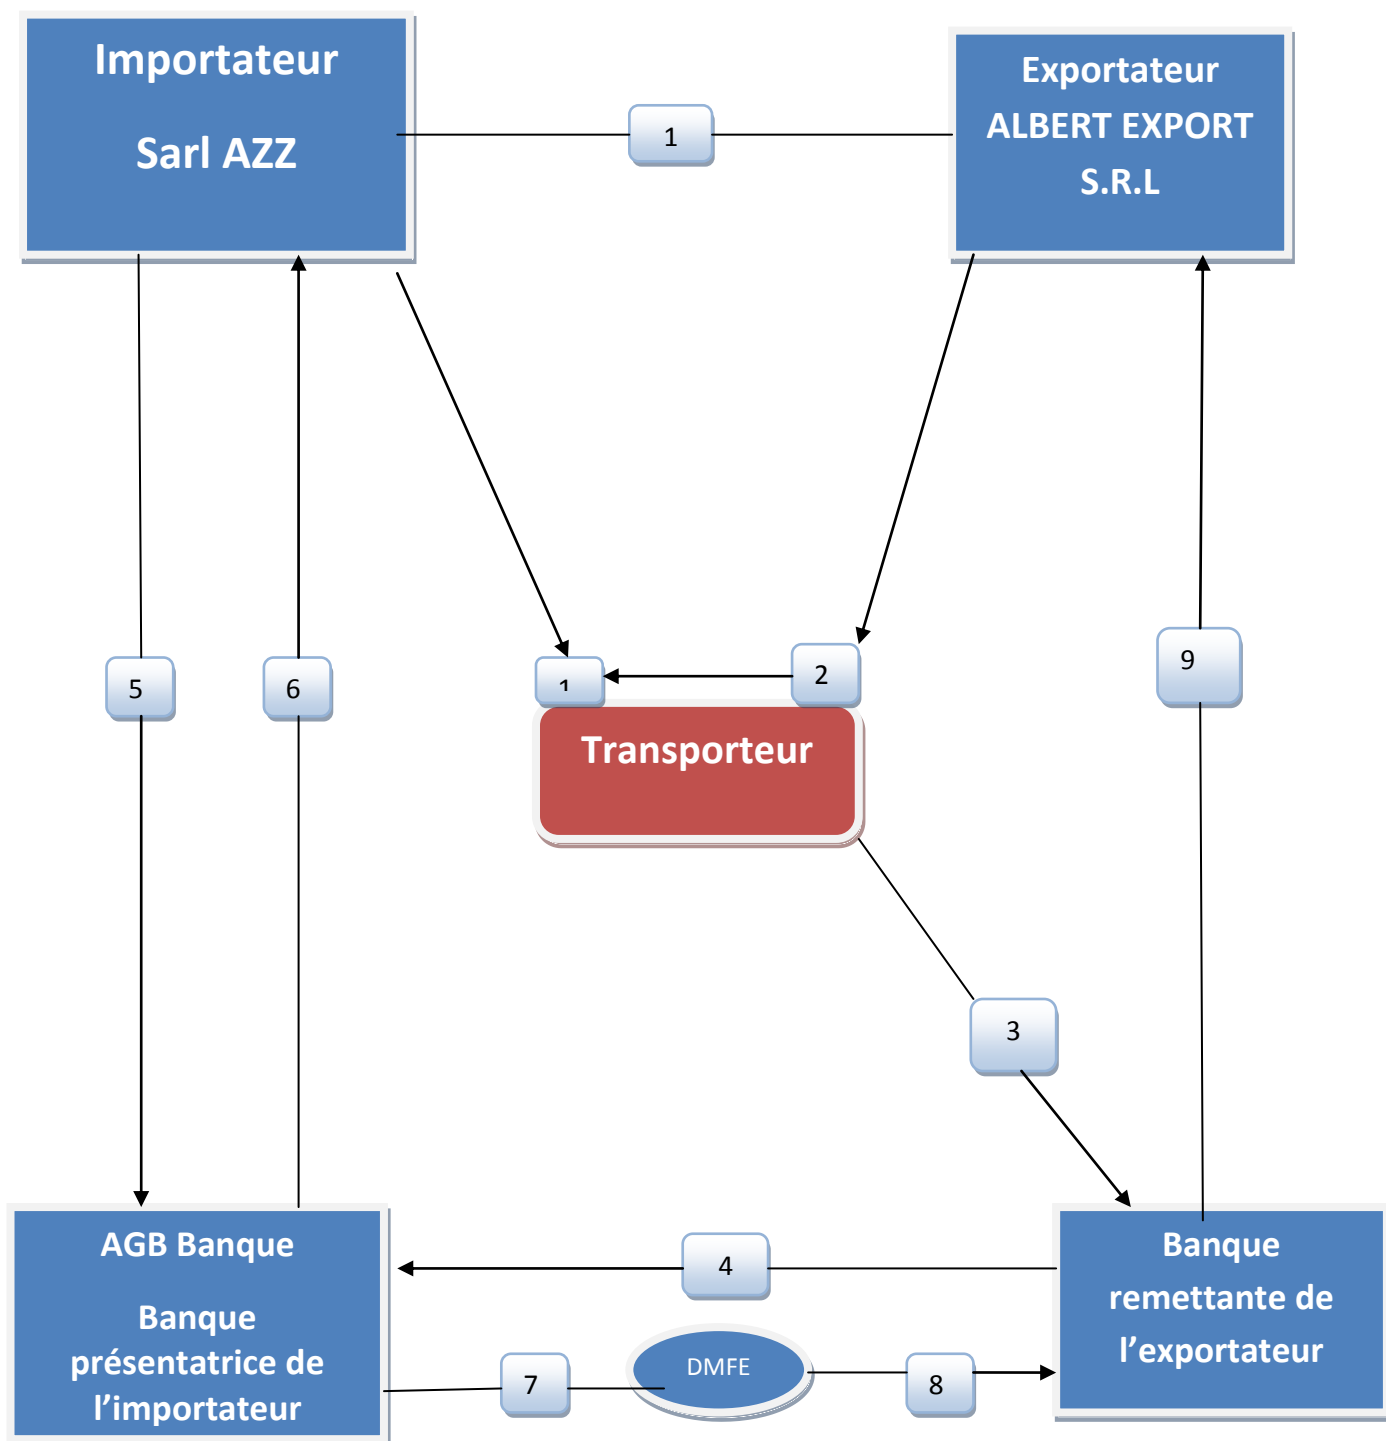 Importateur
Sarl AZZ
Exportateur
ALBERT EXPORT
S.R.L
1
1
2
Transporteur
5
6
9
3
AGB Banque
Banque
présentatrice de
l’importateur
4
7
DMFE
8
Banque
remettante de
l’exportateur